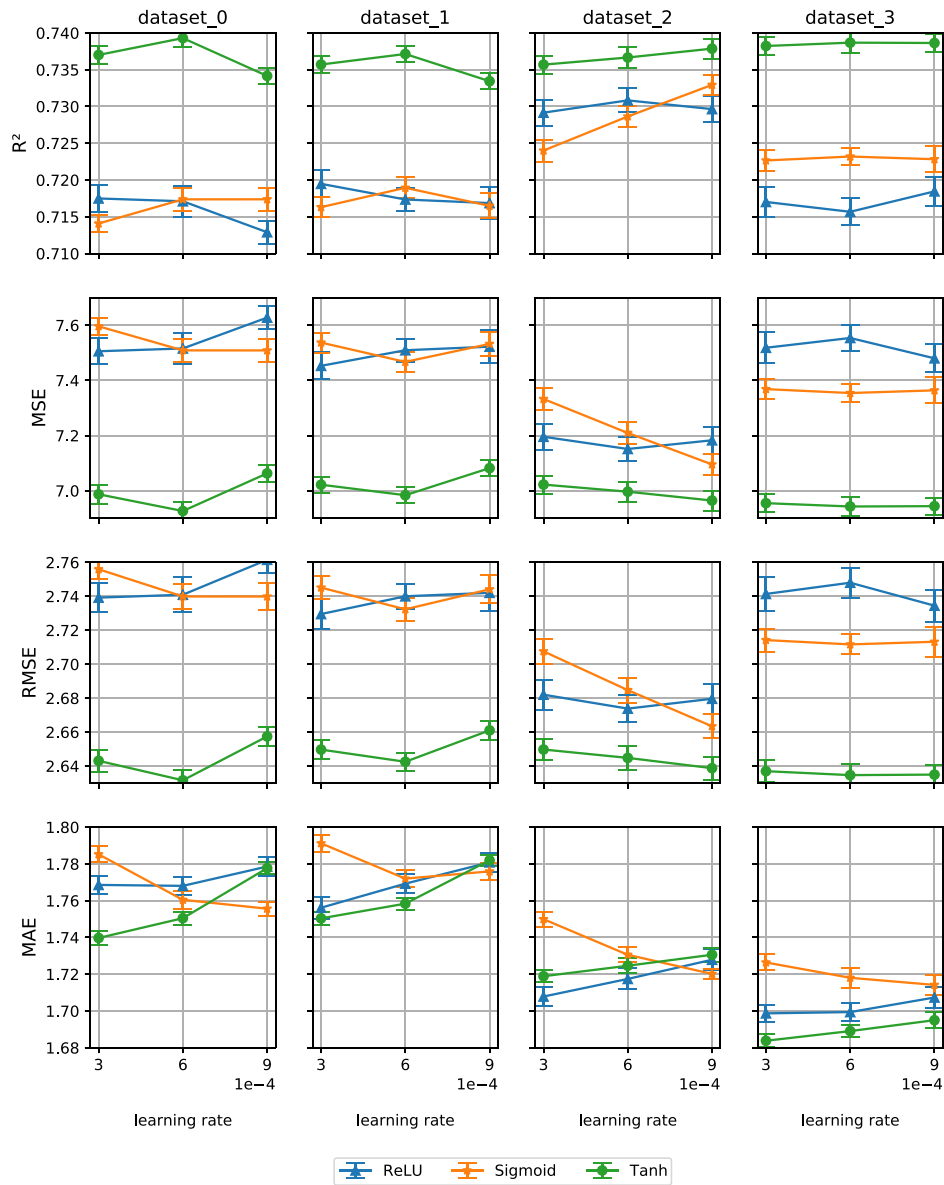 dataset_0 dataset_1 dataset_2 dataset_3
R²
0.740
0.735
0.730
0.725
0.720
0.715
0.710
MSE
7.6
7.4
7.2
7.0
RMSE
2.76
2.74
2.72
2.70
2.68
2.66
2.64
MAE
1.80
1.78
1.76
1.74
1.72
1.70
1.68
3 6 9 3 6 9 3 6 9 3 6 9
1e−4 1e−4 1e−4 1e−4
learning rate learning rate learning rate learning rate
ReLU Sigmoid Tanh